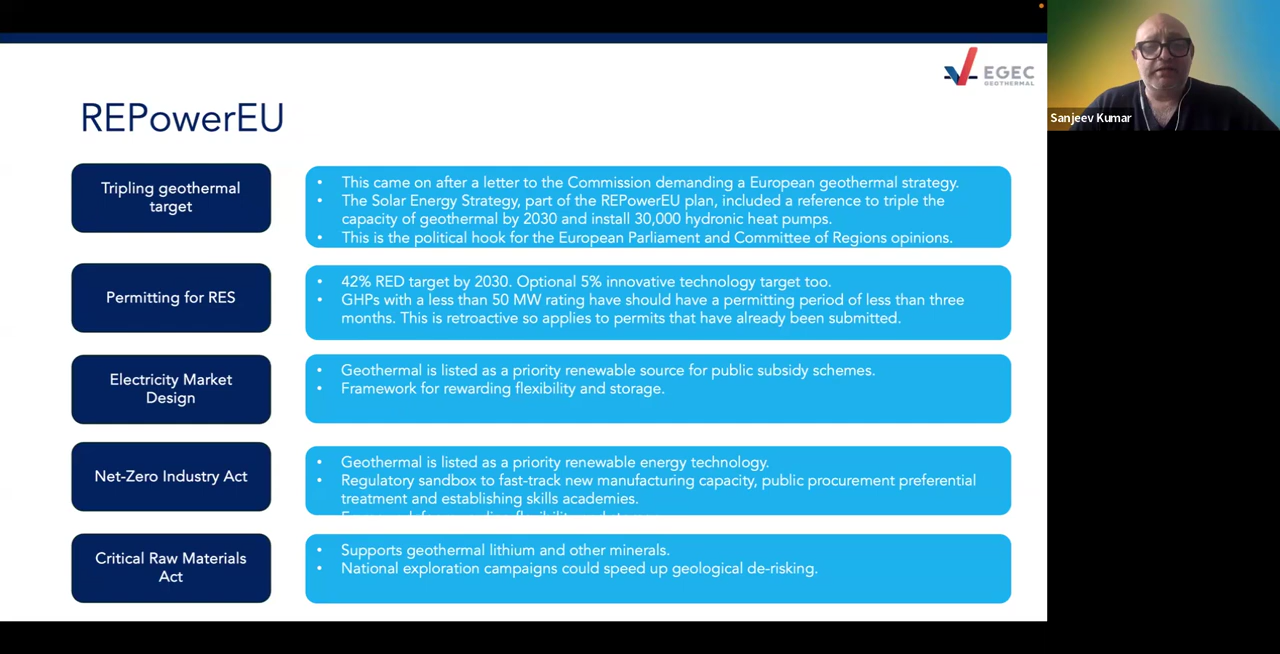 EGEC
GEOTHERMAL
Sanjeev Kumar
REPowerEU
Tripling geothermal
target
• This came on after a letter to the Commission demanding a European geothermal strategy.
• The Solar Energy Strategy, part of the REPowerEU plan, included a reference to triple the
capacity of geothermal by 2030 and install 30,000 hydronic heat pumps.
• This is the political hook for the European Parliament and Committee of Regions opinions.
Permitting for RES
• 42% RED target by 2030. Optional 5% innovative technology target too.
• GHPs with a less than 50 MW rating have should have a permitting period of less than three
months. This is retroactive so applies to permits that have already been submitted.
Electricity Market
Design
• Geothermal is listed as a priority renewable source for public subsidy schemes.
• Framework for rewarding flexibility and storage.
Net-Zero Industry Act
• Geothermal is listed as a priority renewable energy technology.
• Regulatory sandbox to fast-track new manufacturing capacity, public procurement preferential
treatment and establishing skills academies.
Critical Raw Materials
Act
• Supports geothermal lithium and other minerals.
• National exploration campaigns could speed up geological de-risking.